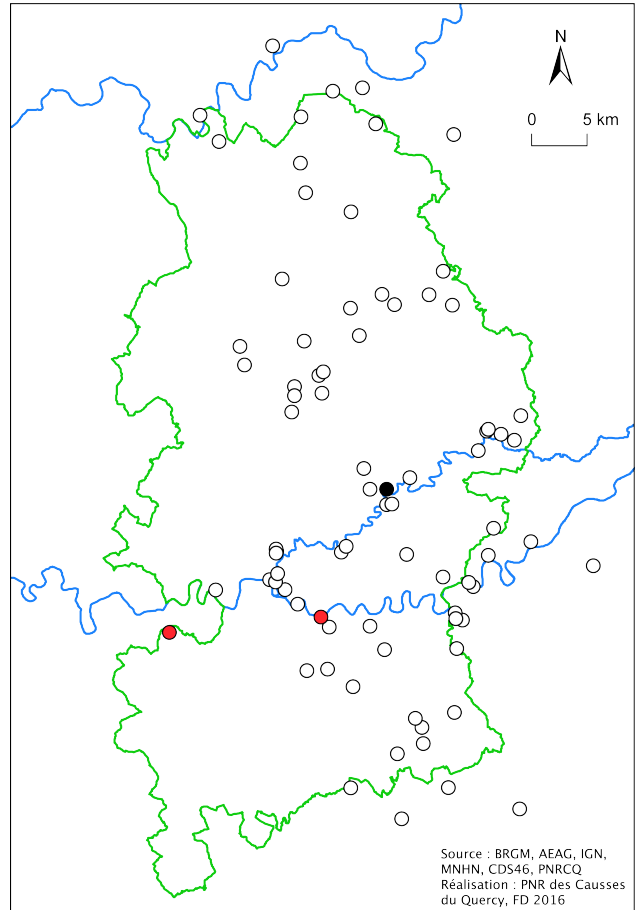 N
0 5 km
Source : BRGM, AEAG, IGN,
MNHN, CDS46, PNRCQ
Réalisation : PNR des Causses
du Quercy, FD 2016